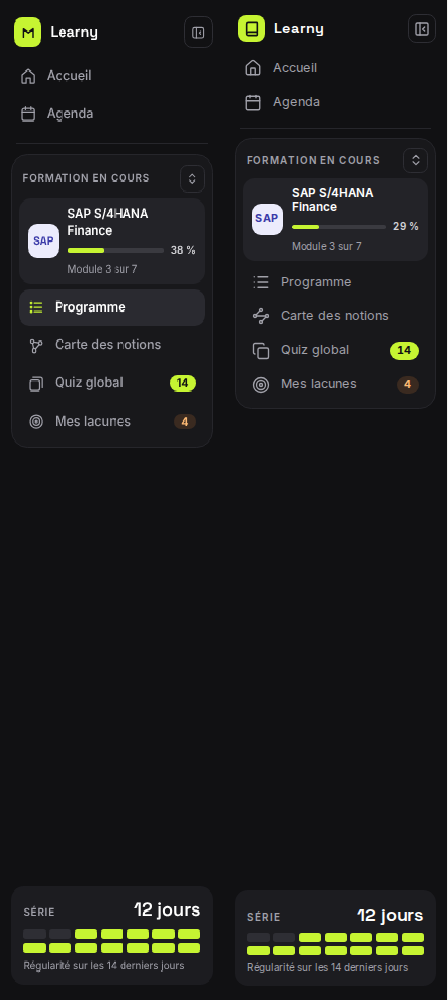 Learny
Accueil
Agenda
FORMATION EN COURS
SAP
SAP S/4HANA
Finance
38 %
Module 3 sur 7
Programme
Carte des notions
Quiz global 14
Mes lacunes 4
SÉRIE 12 jours
Régularité sur les 14 derniers jours
Learny
Accueil
Agenda
FORMATION EN COURS
SAP
SAP S/4HANA
Finance
29 %
Module 3 sur 7
Programme
Carte des notions
Quiz global 14
Mes lacunes 4
SÉRIE 12 jours
Régularité sur les 14 derniers jours